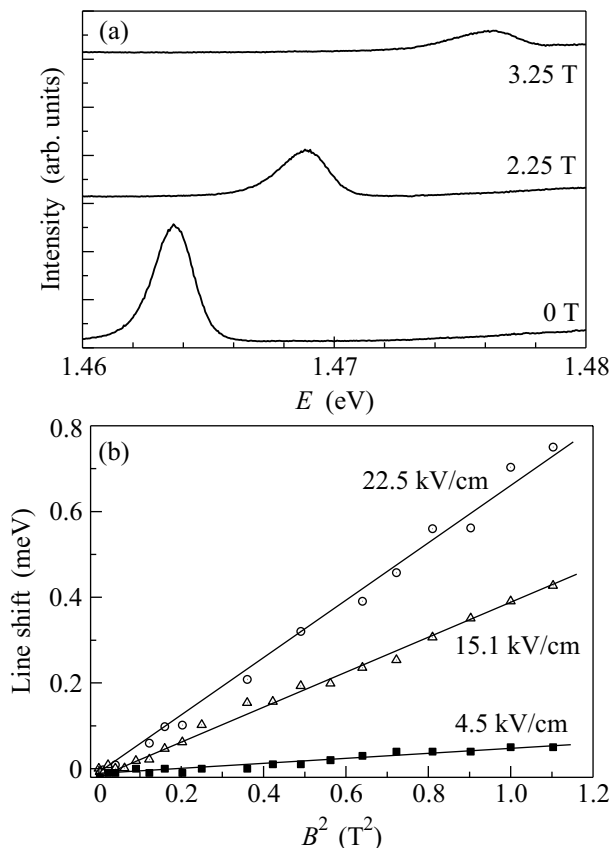 (a)
Intensity (arb. units)
3.25 T
2.25 T
0 T
1.46
1.47
1.48
E (eV)
(b)
Line shift (meV)
0.8
0.6
0.4
0.2
0
22.5 kV/cm
15.1 kV/cm
4.5 kV/cm
0
0.2
0.4
0.6
0.8
1.0
1.2
B² (T²)